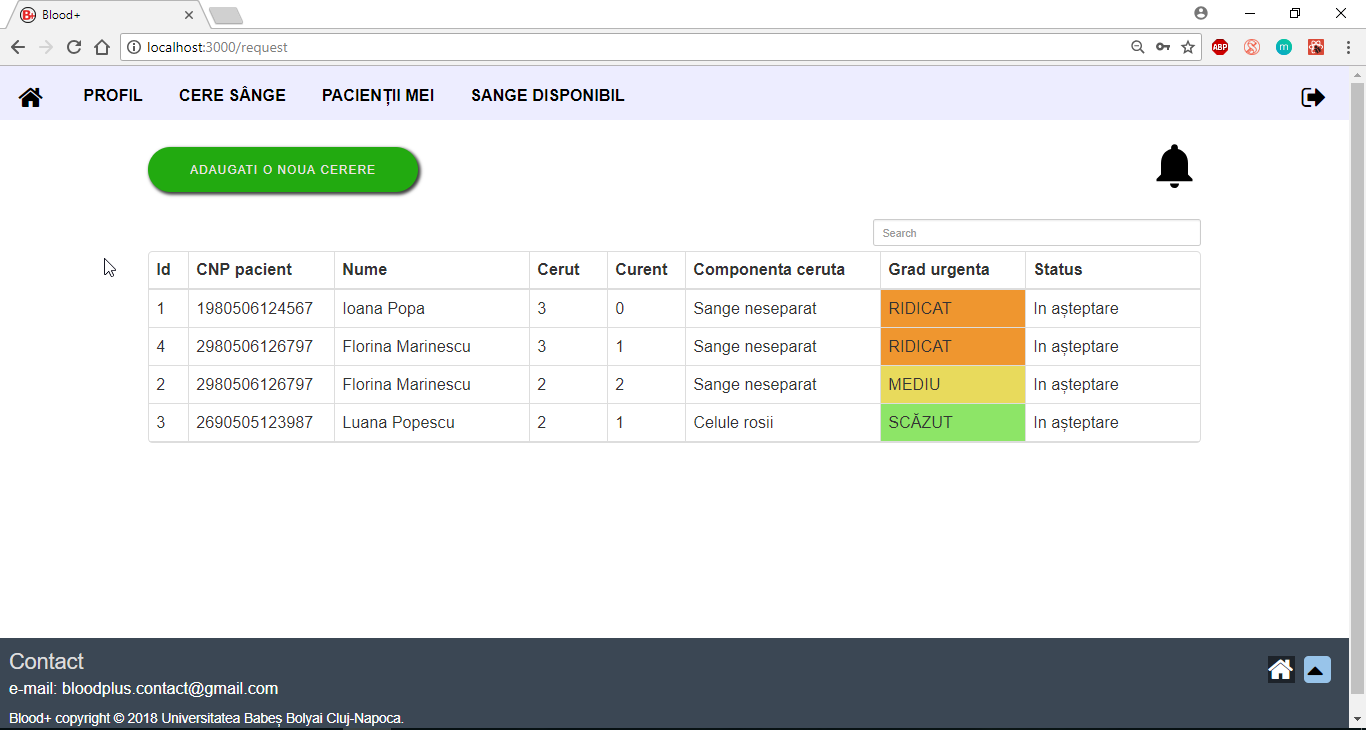 Blood+
localhost:3000/request
ABP
m
PROFIL CERE SÂNGE PACIENȚII MEI SANGE DISPONIBIL
ADAUGATI O NOUA CERERE
Search
Id CNP pacient Nume Cerut Curent Componenta ceruta Grad urgenta Status
1 1980506124567 Ioana Popa 3 0 Sange neseparat RIDICAT In așteptare
4 2980506126797 Florina Marinescu 3 1 Sange neseparat RIDICAT In așteptare
2 2980506126797 Florina Marinescu 2 2 Sange neseparat MEDIU In așteptare
3 2690505123987 Luana Popescu 2 1 Celule rosii SCĂZUT In așteptare
Contact
e-mail: bloodplus.contact@gmail.com
Blood+ copyright © 2018 Universitatea Babeș Bolyai Cluj-Napoca.